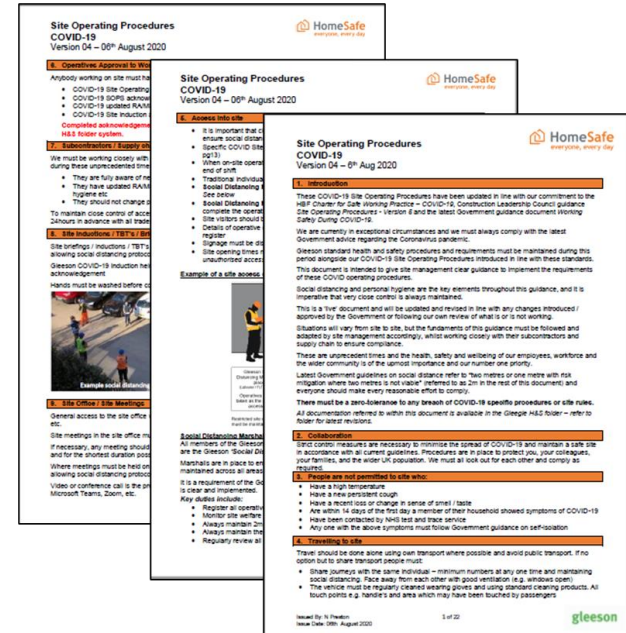 Site Operating Procedures
COVID-19
Version 04 – 06th August 2020
HomeSafe
everyone, every day
6. Operatives Approval to Wor
Anybody working on site must ha
• COVID-19 Site Operating
• COVID-19 SOPS acknow
• COVID-19 updated RA/M
• COVID-19 Site Induction a
Completed acknowledgeme
H&S folder system.
7. Subcontractors / Supply ch
We must be working closely with
during these unprecedented time
• They are fully aware of ne
• They have updated RA/M
hygiene etc
• They should not change p
To maintain close control of acce
24hours in advance with all trade
8. Site Inductions / TBT's / Bri
Site briefings / inductions / TBT's
allowing social distancing protoco
Gleeson COVID-19 Induction hel
acknowledgement
Hands must be washed before co
Example social distancing
9. Site Office / Site Meetings
General access to the site office
etc.
Site meetings in the site office mu
If necessary, any meeting should
and for the shortest duration pos
Where meetings must be held on
allowing social distancing protoco
Video or conference call is the pr
Microsoft Teams, Zoom, etc.
Site Operating Procedures
COVID-19
Version 04 – 06th August 2020
HomeSafe
everyone, every day
5. Access into site
• It is important that c
ensure social distan
• Specific COVID Site
pg13)
• When on-site operat
end of shift
• Traditional individua
• Social Distancing
See below
• Social Distancing
complete the operat
• Site visitors should
• Details of operative
register
• Signage must be dis
• Site opening times
unauthorised acces
Example of a site access
Social Distancing Marshal
All members of the Gleeson
are the Gleeson 'Social Di
Marshals are in place to en
maintained across all areas
It is a requirement of the Go
is clear and implemented.
Key duties include:
• Register all operativ
• Monitor site welfare
• Always maintain 2m
• Always maintain the
• Regularly review all
Site Operating Procedures
COVID-19
Version 04 – 06th Aug 2020
HomeSafe
everyone, every day
1. Introduction
These COVID-19 Site Operating Procedures have been updated in line with our commitment to the
HBF Charter for Safe Working Practice – COVID-19, Construction Leadership Council guidance
Site Operating Procedures - Version 5 and the latest Government guidance document Working
Safely During COVID-19.
We are currently in exceptional circumstances and we must always comply with the latest
Government advice regarding the Coronavirus pandemic.
Gleeson standard health and safety procedures and requirements must be maintained during this
period alongside our COVID-19 Site Operating Procedures introduced in line with these standards.
This document is intended to give site management clear guidance to implement the requirements
of these COVID operating procedures.
Social distancing and personal hygiene are the key elements throughout this guidance, and it is
imperative that very close control is always maintained.
This is a 'live' document and will be updated and revised in line with any changes introduced /
approved by the Government or following our own review of what is or is not working.
Situations will vary from site to site, but the fundaments of this guidance must be followed and
adapted by site management accordingly, whilst working closely with their subcontractors and
supply chain to ensure compliance.
These are unprecedent times and the health, safety and wellbeing of our employees, workforce and
the wider community is of the upmost importance and our number one priority.
Latest Government guidelines on social distance refer to "two metres or one metre with risk
mitigation where two metres is not viable" (referred to as 2m in the rest of this document) and
everyone should make every reasonable effort to comply.
There must be a zero-tolerance to any breach of COVID-19 specific procedures or site rules.
All documentation referred to within this document is available in the Gleegle H&S folder – refer to
folder for latest revisions.
2. Collaboration
Strict control measures are necessary to minimise the spread of COVID-19 and maintain a safe site
in accordance with all current guidelines. Procedures are in place to protect you, your colleagues,
your families, and the wider UK population. We must all look out for each other and comply as
required.
3. People are not permitted to site who:
• Have a high temperature
• Have a new persistent cough
• Have a recent loss or change in sense of smell / taste
• Are within 14 days of the first day a member of their household showed symptoms of COVID-19
• Have been contacted by NHS test and trace service
• Any one with the above symptoms must follow Government guidance on self-isolation
4. Travelling to site
Travel should be done alone using own transport where possible and avoid public transport. If no
option but to share transport people must:
• Share journeys with the same individual – minimum numbers at any one time and maintaining
social distancing. Face away from each other with good ventilation (e.g. windows open)
• The vehicle must be regularly cleaned wearing gloves and using standard cleaning products. All
touch points e.g. handle's and area which may have been touched by passengers
Issued By: N Preston
Issue Date: 06th August 2020
1 of 22
gleeson